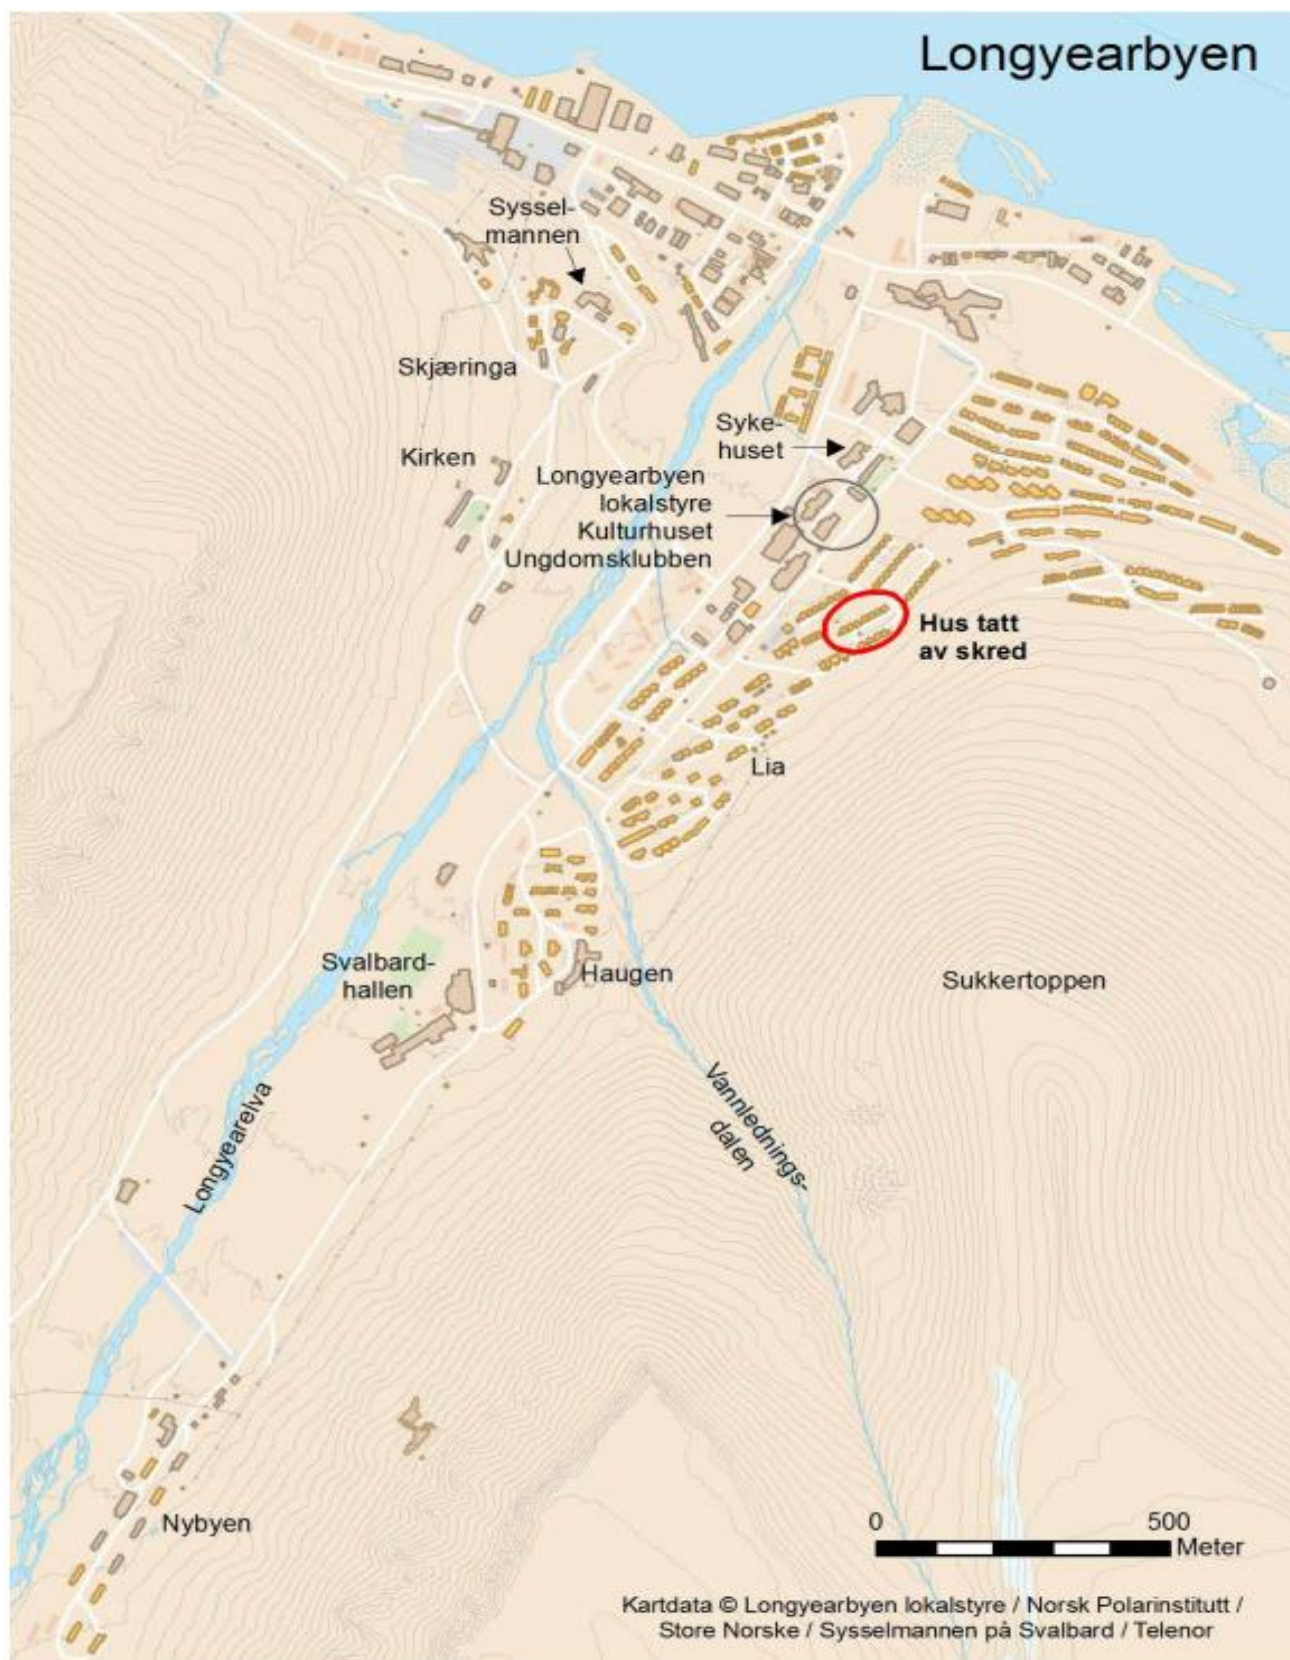 Longyearbyen
Syssel-
mannen
Skjæringa
Syke-
huset
Kirken
Longyearbyen
lokalstyre
Kulturhuset
Ungdomsklubben
Hus tatt
av skred
Lia
Svalbard-
hallen
Haugen
Sukkertoppen
Longyearelva
Vannlednings-
dalen
Nybyen
0 500
Meter
Kartdata © Longyearbyen lokalstyre / Norsk Polarinstitutt /
Store Norske / Sysselmannen på Svalbard / Telenor